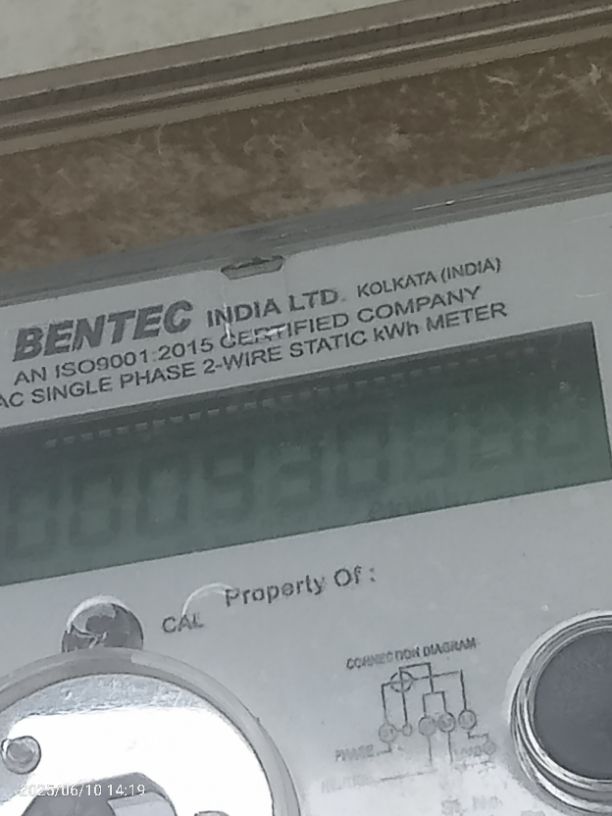 BENTEC INDIA LTD. KOLKATA (INDIA)
AN ISO9001:2015 CERTIFIED COMPANY
AC SINGLE PHASE 2-WIRE STATIC kWh METER
CAL
Property Of :
CONNECTION DIAGRAM
PHASE
2025/06/10 14:19